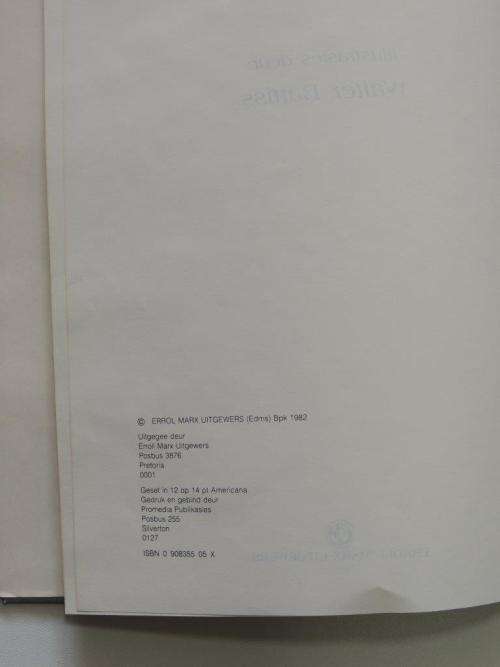 © ERROL MARX UITGEWERS (Edms) Bpk 1982
Uitgegee deur
Errol Marx Uitgewers
Posbus 3876
Pretoria
0001
Geset in 12 op 14 pt Americana
Gedruk en gebind deur
Promedia Publikasies
Posbus 255
Silverton
0127
ISBN 0 908355 05 X